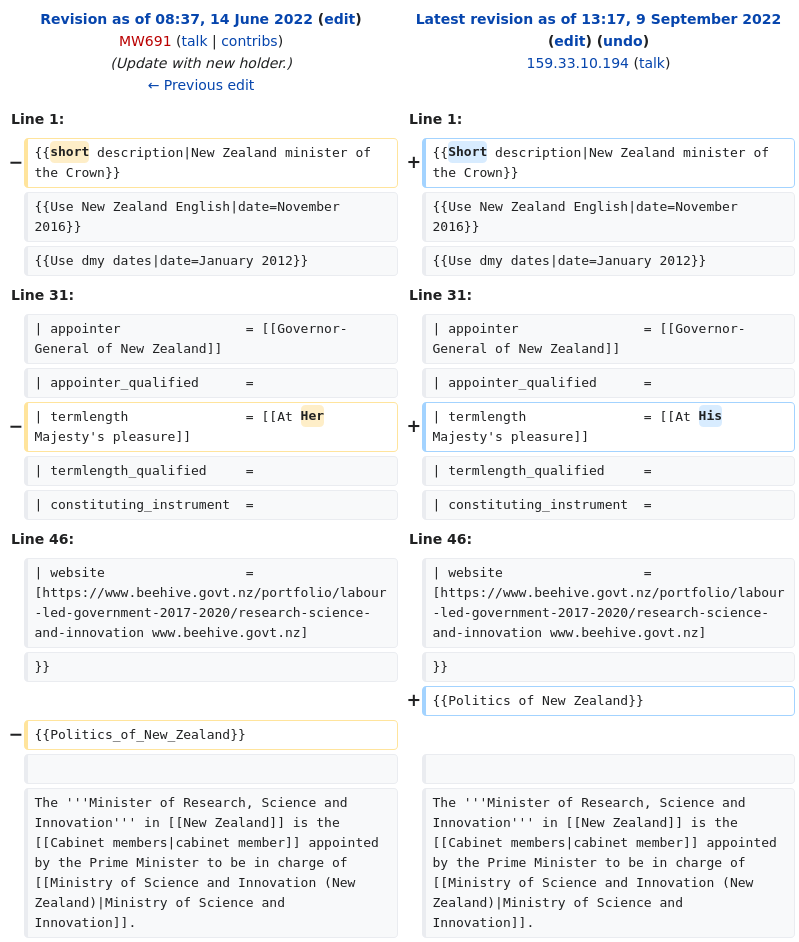 Revision as of 08:37, 14 June 2022 (edit)
MW691 (talk | contribs)
(Update with new holder.)
← Previous edit
Latest revision as of 13:17, 9 September 2022
(edit) (undo)
159.33.10.194 (talk)
Line 1:
Line 1:
− {{short description|New Zealand minister of
the Crown}}
+ {{Short description|New Zealand minister of
the Crown}}
{{Use New Zealand English|date=November
2016}}
{{Use New Zealand English|date=November
2016}}
{{Use dmy dates|date=January 2012}}
{{Use dmy dates|date=January 2012}}
Line 31:
Line 31:
| appointer                = [[Governor-
General of New Zealand]]
| appointer                = [[Governor-
General of New Zealand]]
| appointer_qualified      =
| appointer_qualified      =
− | termlength               = [[At Her
Majesty's pleasure]]
+ | termlength               = [[At His
Majesty's pleasure]]
| termlength_qualified     =
| termlength_qualified     =
| constituting_instrument  =
| constituting_instrument  =
Line 46:
Line 46:
| website                  =
[https://www.beehive.govt.nz/portfolio/labour
-led-government-2017-2020/research-science-
and-innovation www.beehive.govt.nz]
| website                  =
[https://www.beehive.govt.nz/portfolio/labour
-led-government-2017-2020/research-science-
and-innovation www.beehive.govt.nz]
}}
}}
+ {{Politics of New Zealand}}
− {{Politics_of_New_Zealand}}
The '''Minister of Research, Science and
Innovation''' in [[New Zealand]] is the
[[Cabinet members|cabinet member]] appointed
by the Prime Minister to be in charge of
[[Ministry of Science and Innovation (New
Zealand)|Ministry of Science and
Innovation]].
The '''Minister of Research, Science and
Innovation''' in [[New Zealand]] is the
[[Cabinet members|cabinet member]] appointed
by the Prime Minister to be in charge of
[[Ministry of Science and Innovation (New
Zealand)|Ministry of Science and
Innovation]].